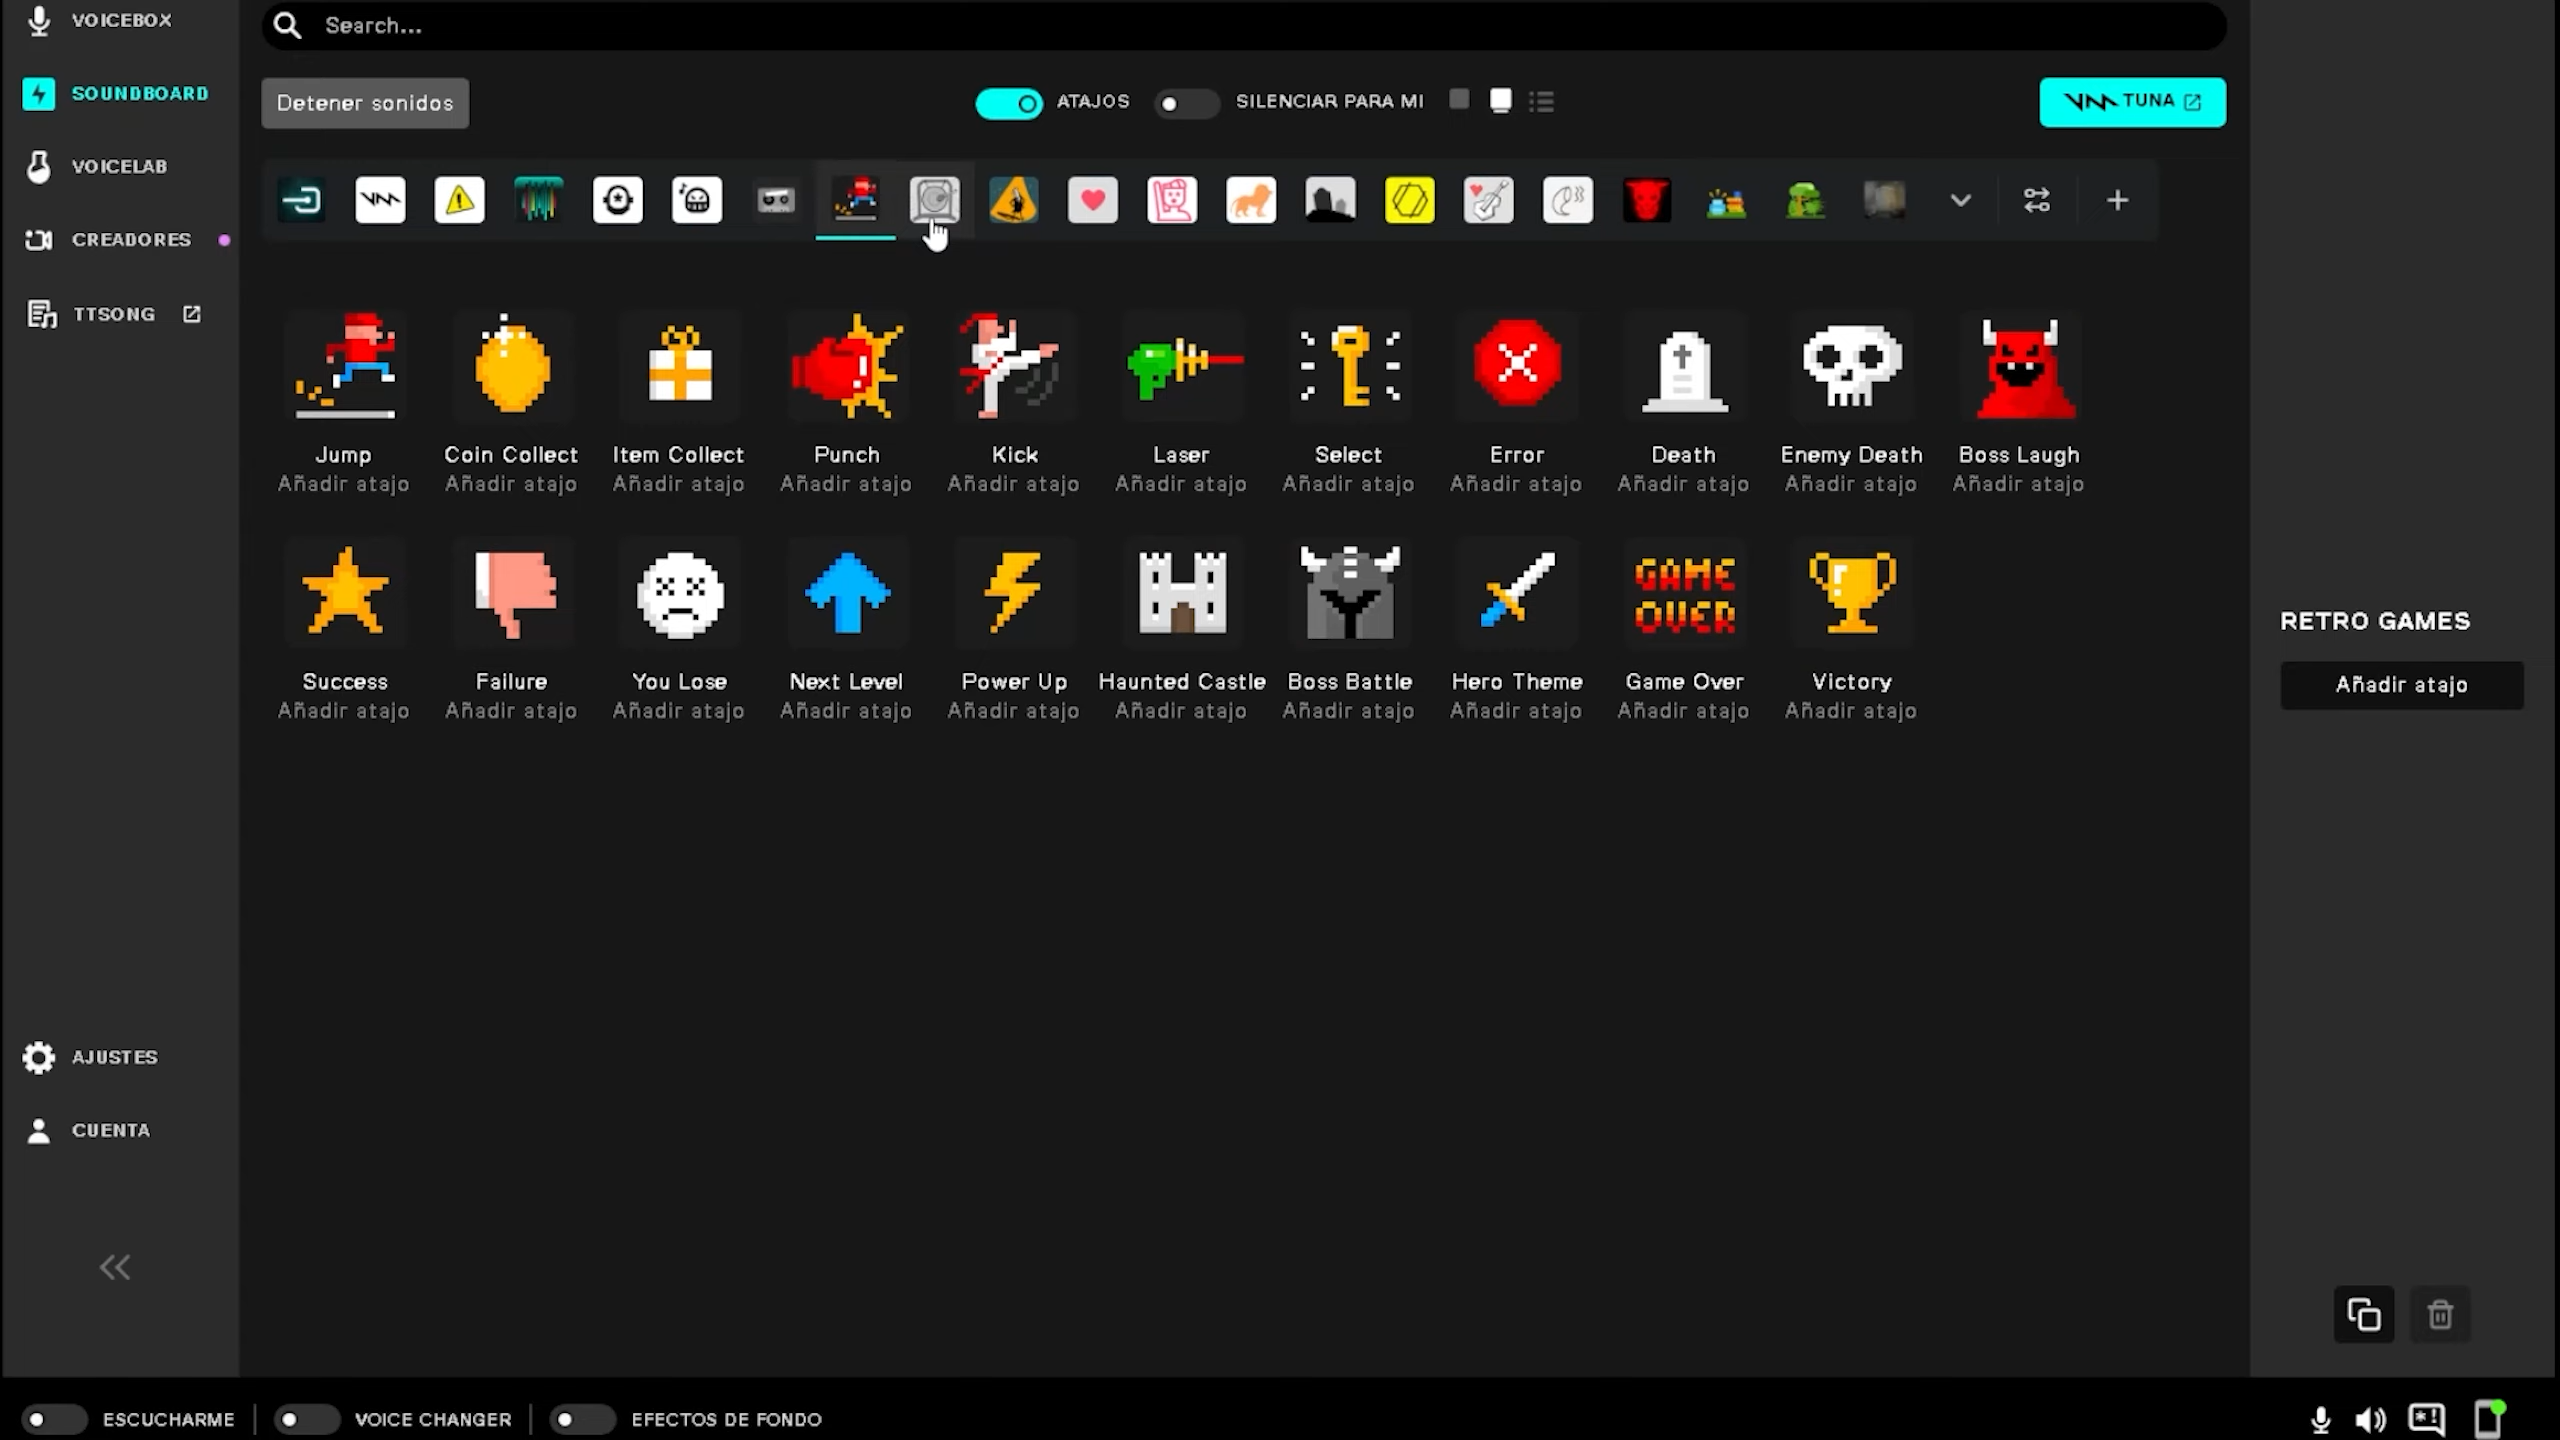 VOICEBOX
Search...
SOUNDBOARD
Detener sonidos
ATAJOS
SILENCIAR PARA MI
TUNA
VOICELAB
CREADORES
TTSONG
Jump
Coin Collect
Item Collect
Punch
Kick
Laser
Select
Error
Death
Enemy Death
Boss Laugh
Añadir atajo
Añadir atajo
Añadir atajo
Añadir atajo
Añadir atajo
Añadir atajo
Añadir atajo
Añadir atajo
Añadir atajo
Añadir atajo
Añadir atajo
GAME
OVER
Success
Failure
You Lose
Next Level
Power Up
Haunted Castle
Boss Battle
Hero Theme
Game Over
Victory
Añadir atajo
Añadir atajo
Añadir atajo
Añadir atajo
Añadir atajo
Añadir atajo
Añadir atajo
Añadir atajo
Añadir atajo
Añadir atajo
RETRO GAMES
Añadir atajo
AJUSTES
CUENTA
ESCUCHARME
VOICE CHANGER
EFECTOS DE FONDO